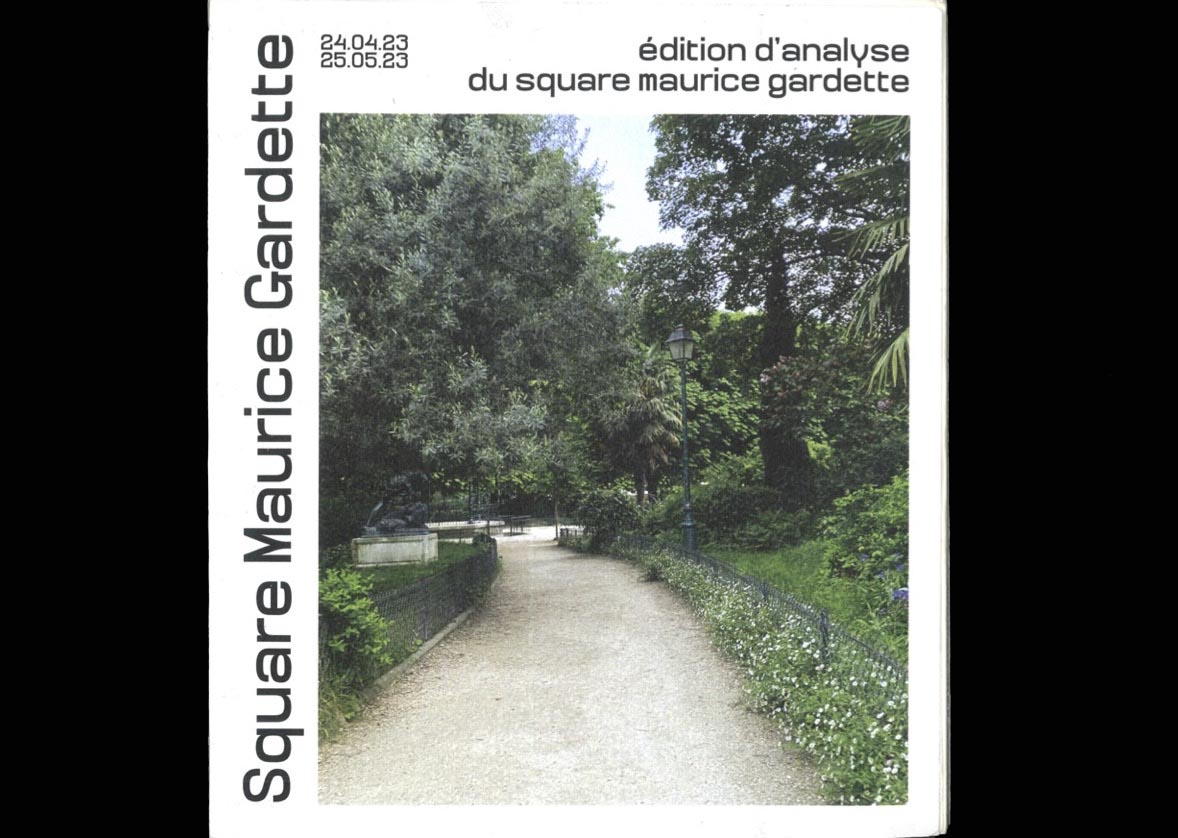 Square Maurice Gardette
24.04.23
25.05.23
édition d'analyse
du square maurice gardette